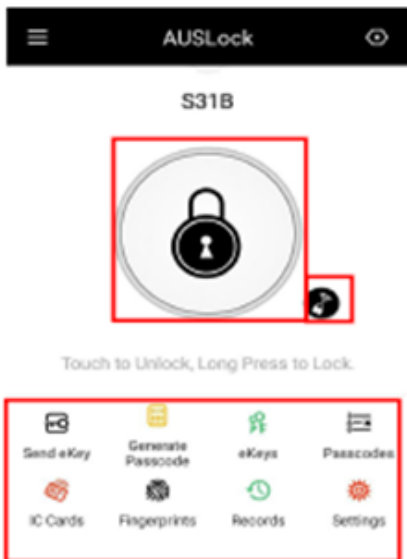 AUSLock
S31B
Touch to Unlock, Long Press to Lock.
Send eKey
Generate
Passcode
eKeys
Passcodes
IC Cards
Fingerprints
Records
Settings